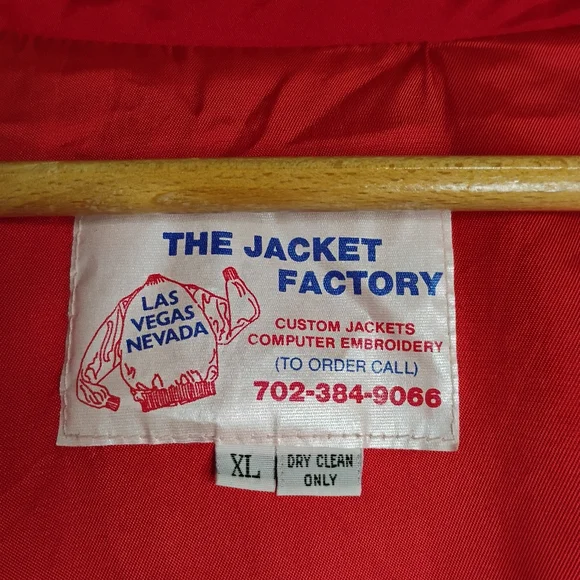 THE JACKET
FACTORY
LAS
VEGAS
NEVADA
CUSTOM JACKETS
COMPUTER EMBROIDERY
(TO ORDER CALL)
702-384-9066
XL
DRY CLEAN
ONLY